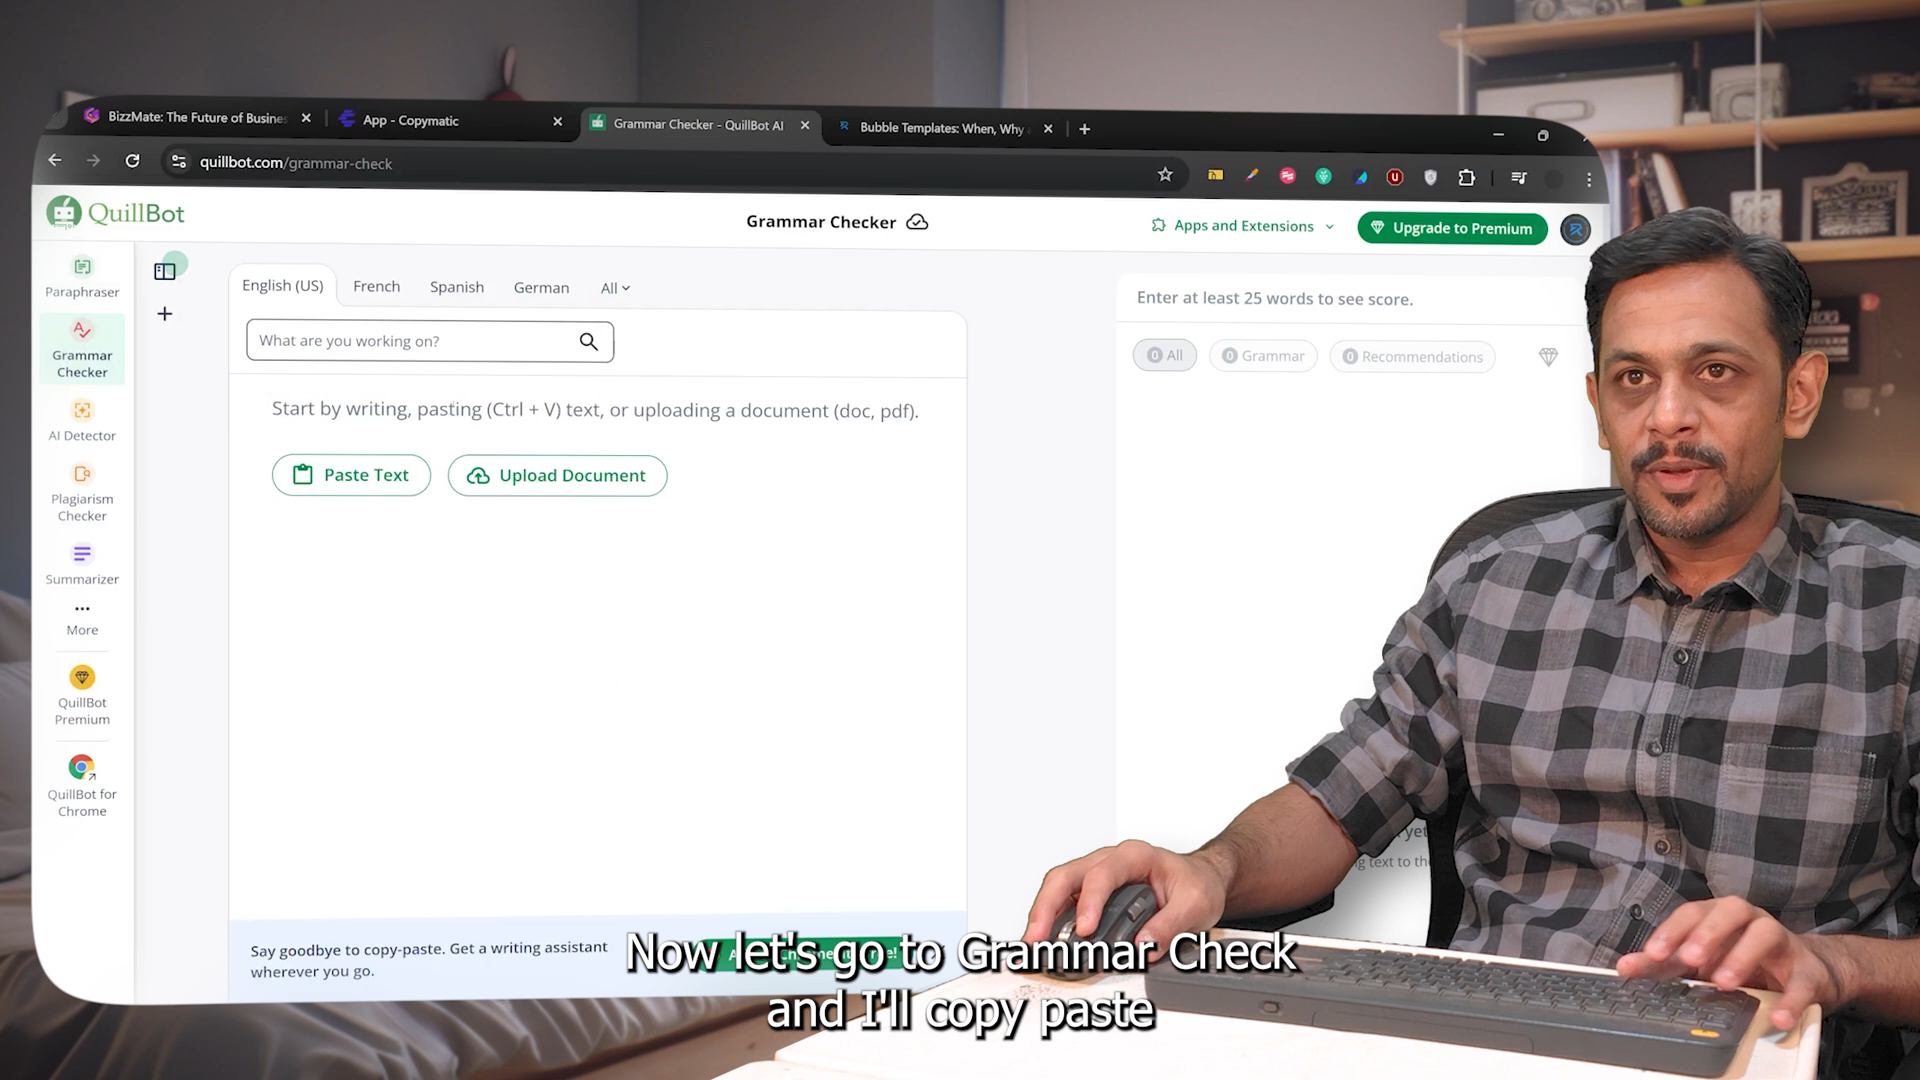 BizzMate: The Future of Busines
App - Copymatic
Grammar Checker - QuillBot AI
Bubble Templates: When, Why
quillbot.com/grammar-check
QuillBot
Grammar Checker
Apps and Extensions
Upgrade to Premium
Paraphraser
Grammar
Checker
AI Detector
Plagiarism
Checker
Summarizer
More
QuillBot
Premium
QuillBot for
Chrome
English (US)
French
Spanish
German
All
What are you working on?
Start by writing, pasting (Ctrl + V) text, or uploading a document (doc, pdf).
Paste Text
Upload Document
Enter at least 25 words to see score.
0 All
0 Grammar
0 Recommendations
yet
text to the
Say goodbye to copy-paste. Get a writing assistant
wherever you go.
Now let's go to Grammar Check
and I'll copy paste